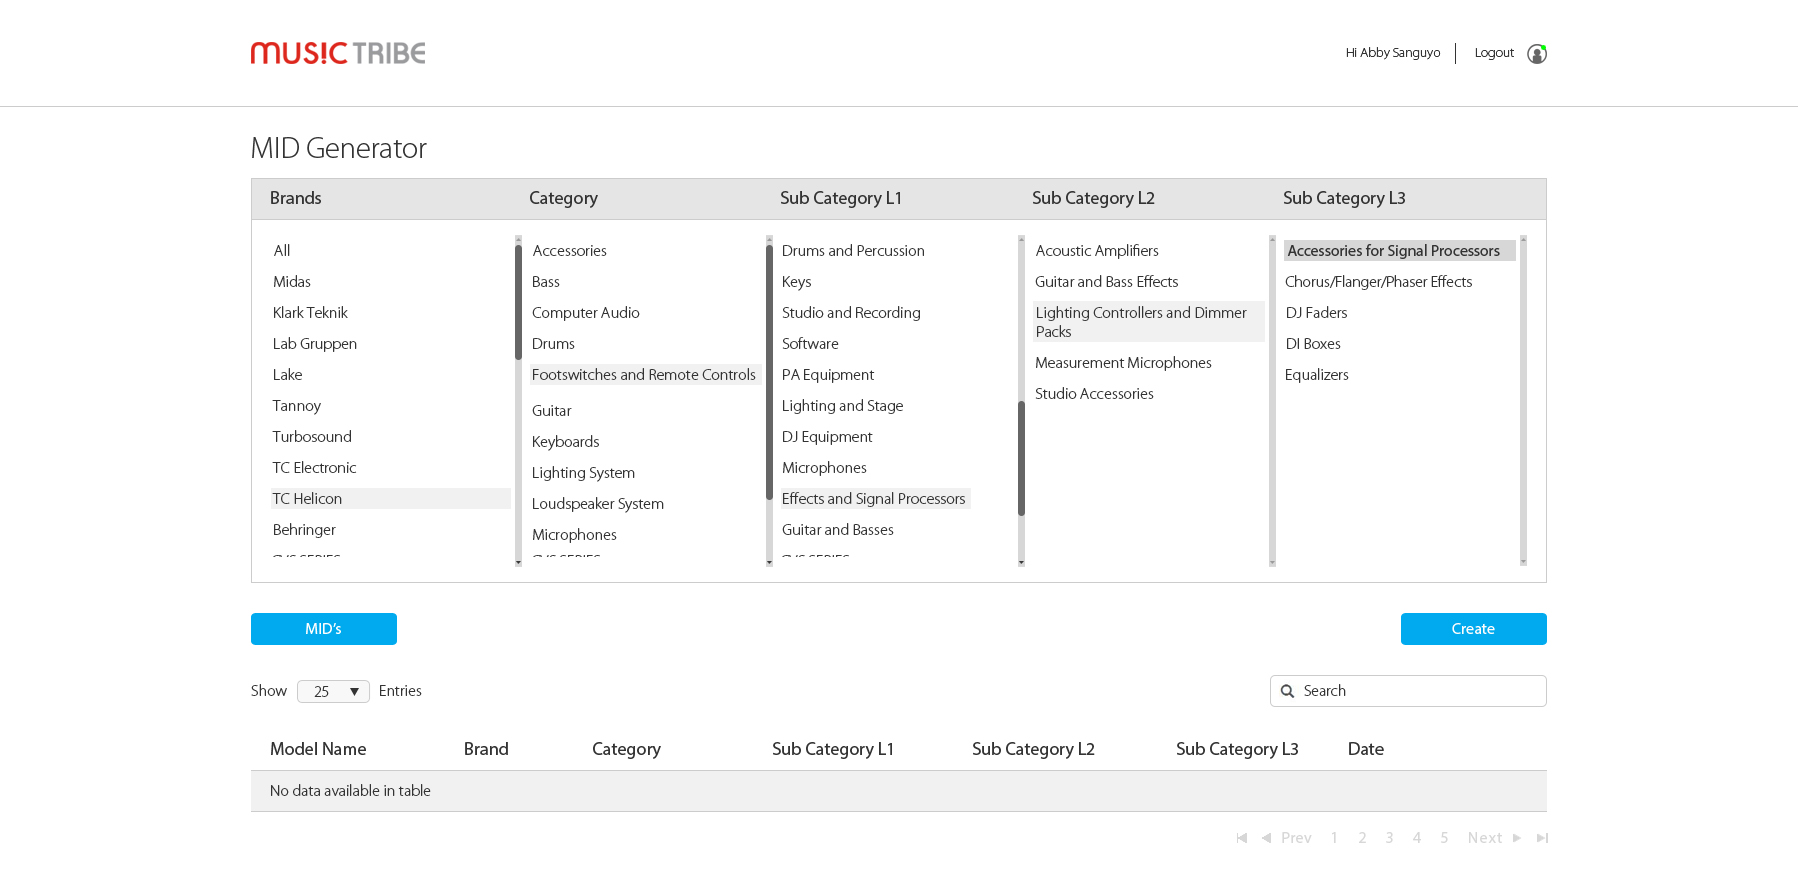 MUSIC TRIBE
Hi Abby Sanguyo
Logout
MID Generator
Brands
Category
Sub Category L1
Sub Category L2
Sub Category L3
All
Midas
Klark Teknik
Lab Gruppen
Lake
Tannoy
Turbosound
TC Electronic
TC Helicon
Behringer
Accessories
Bass
Computer Audio
Drums
Footswitches and Remote Controls
Guitar
Keyboards
Lighting System
Loudspeaker System
Microphones
Drums and Percussion
Keys
Studio and Recording
Software
PA Equipment
Lighting and Stage
DJ Equipment
Microphones
Effects and Signal Processors
Guitar and Basses
Acoustic Amplifiers
Guitar and Bass Effects
Lighting Controllers and Dimmer
Packs
Measurement Microphones
Studio Accessories
Accessories for Signal Processors
Chorus/Flanger/Phaser Effects
DJ Faders
DI Boxes
Equalizers
MID's
Create
Show 25 Entries
Search
Model Name
Brand
Category
Sub Category L1
Sub Category L2
Sub Category L3
Date
No data available in table
Prev 1 2 3 4 5 Next